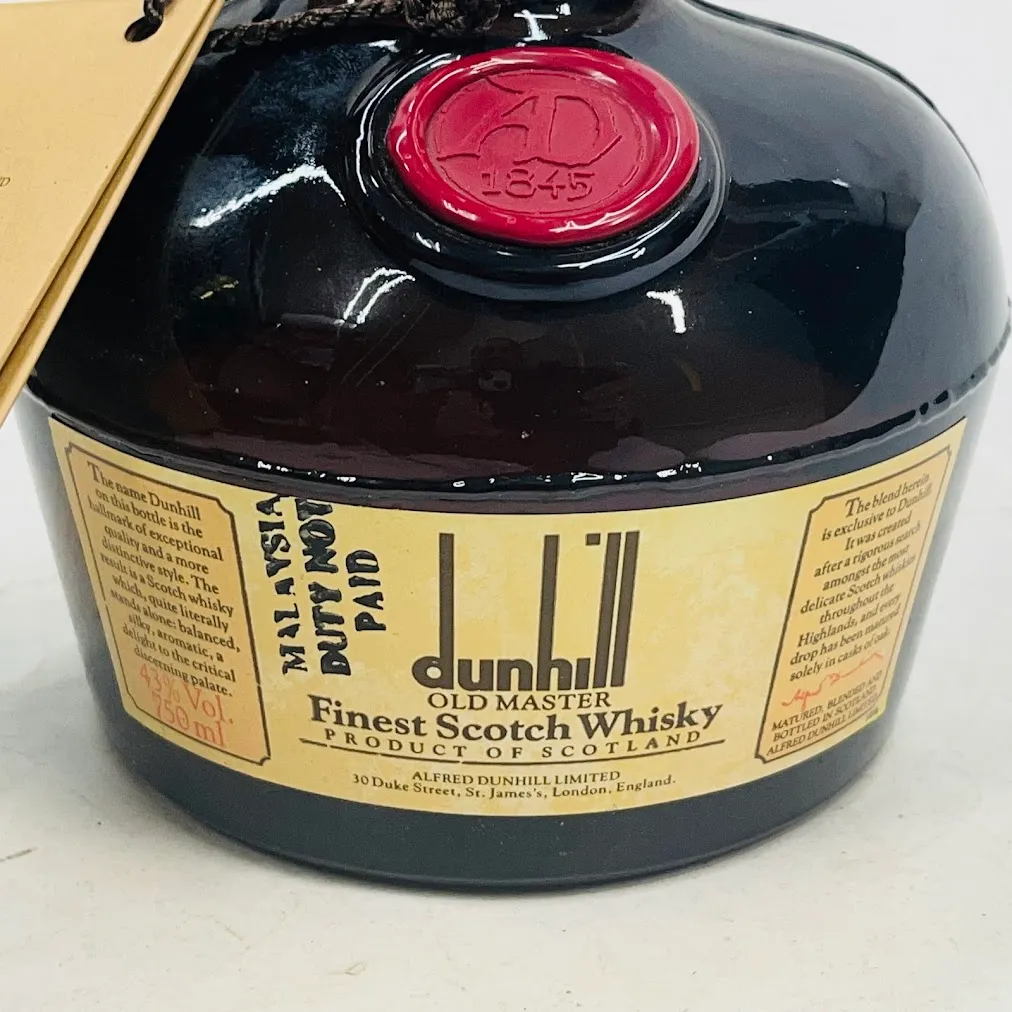 AD
1845
The name Dunhill
on this bottle is the
hallmark of exceptional
quality and a more
distinctive style. The
result is a Scotch whisky
which, quite literally
stands alone: balanced,
silky, aromatic, a
delight to the critical
discerning palate.
43% Vol.
750 ml
MALAYSIA
DUTY NOT
PAID
dunhill
OLD MASTER
Finest Scotch Whisky
PRODUCT OF SCOTLAND
ALFRED DUNHILL LIMITED
30 Duke Street, St. James's, London, England.
The blend herein
is exclusive to Dunhill.
It was created
after a rigorous search
amongst the most
delicate Scotch whiskies
throughout the
Highlands, and every
drop has been matured
solely in casks of oak.
MATURED, BLENDED AND
BOTTLED IN SCOTLAND
ALFRED DUNHILL LIMITED